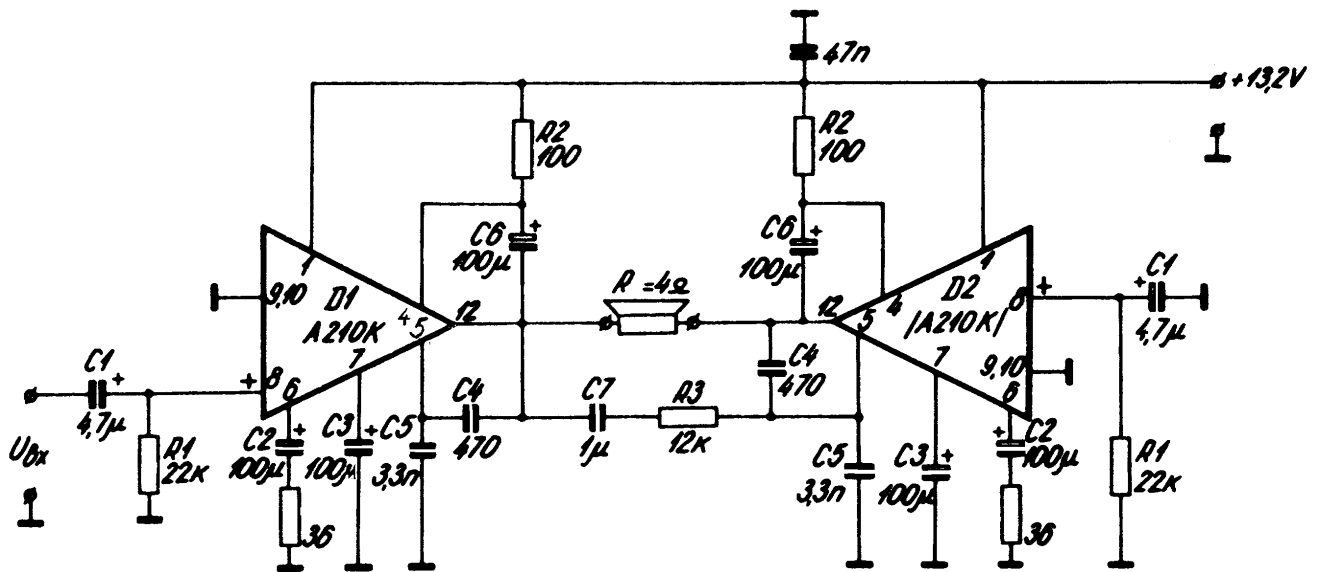 47n
+13,2V
R2
100
R2
100
C6
+
100µ
C6
+
100µ
1
9,10
D1
A210K
4
5
12
7
8
+
6
R =4Ω
12
5
4
1
D2
/A210K/
8
+
7
9,10
6
C1
+
4,7µ
C1
+
4,7µ
Uвх
R1
22к
C2
+
100µ
36
C3
+
100µ
C5
3,3n
C4
470
C7
1µ
R3
12к
C4
470
C5
3,3n
C3
+
100µ
C2
+
100µ
36
R1
22к